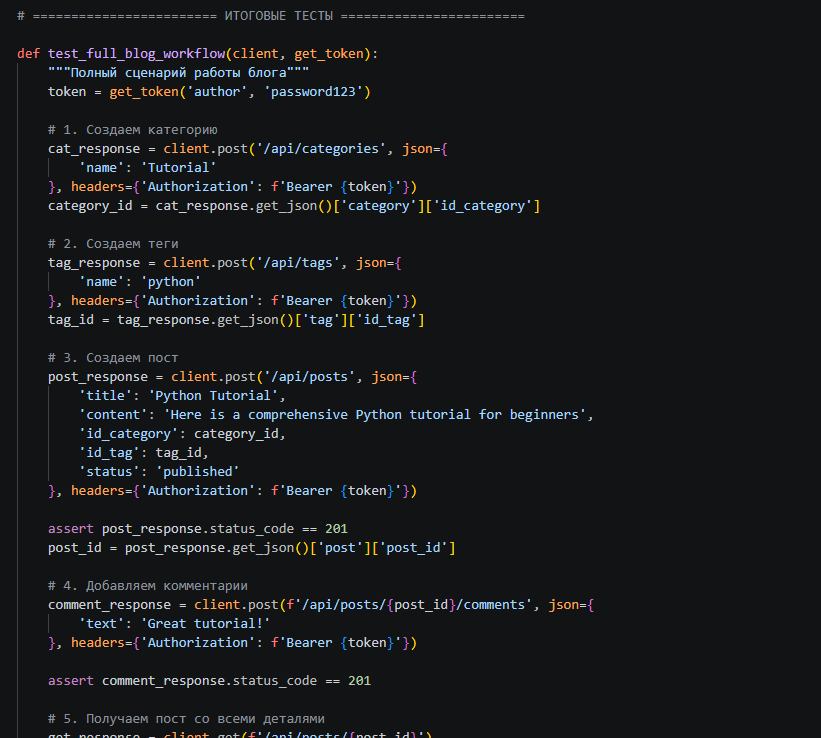 # ======================== ИТОГОВЫЕ ТЕСТЫ ========================
def test_full_blog_workflow(client, get_token):
"""Полный сценарий работы блога"""
token = get_token('author', 'password123')
# 1. Создаем категорию
cat_response = client.post('/api/categories', json={
'name': 'Tutorial'
}, headers={'Authorization': f'Bearer {token}'})
category_id = cat_response.get_json()['category']['id_category']
# 2. Создаем теги
tag_response = client.post('/api/tags', json={
'name': 'python'
}, headers={'Authorization': f'Bearer {token}'})
tag_id = tag_response.get_json()['tag']['id_tag']
# 3. Создаем пост
post_response = client.post('/api/posts', json={
'title': 'Python Tutorial',
'content': 'Here is a comprehensive Python tutorial for beginners',
'id_category': category_id,
'id_tag': tag_id,
'status': 'published'
}, headers={'Authorization': f'Bearer {token}'})
assert post_response.status_code == 201
post_id = post_response.get_json()['post']['post_id']
# 4. Добавляем комментарии
comment_response = client.post(f'/api/posts/{post_id}/comments', json={
'text': 'Great tutorial!'
}, headers={'Authorization': f'Bearer {token}'})
assert comment_response.status_code == 201
# 5. Получаем пост со всеми деталями
get_response = client.get(f'/api/posts/{post_id}')